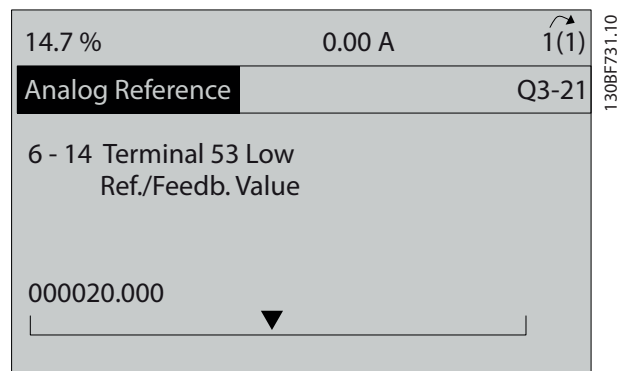 14.7 % 0.00 A 1(1)
Analog Reference Q3-21
6 - 14 Terminal 53 Low
Ref./Feedb. Value
000020.000
130BF731.10